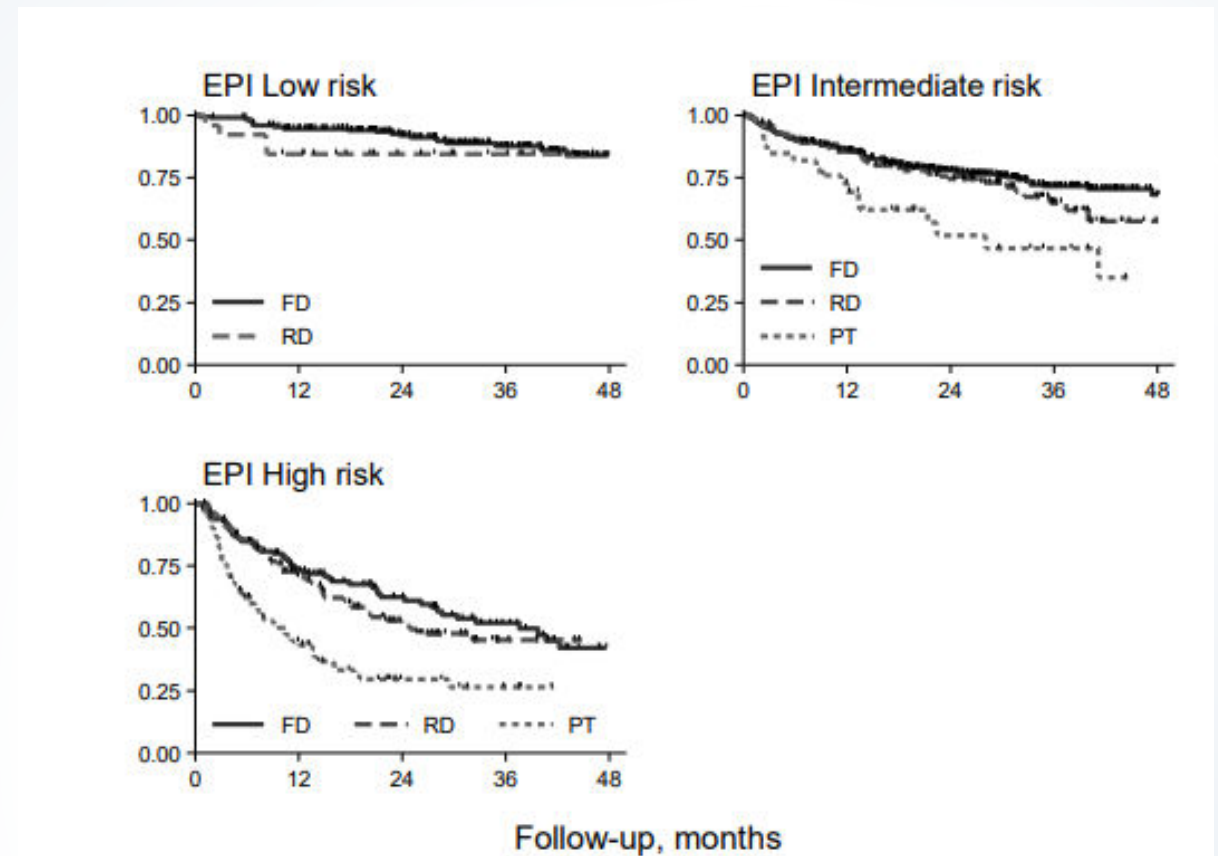 EPI Low risk
1.00
0.75
0.50
0.25
0.00
FD
RD
0 12 24 36 48
EPI Intermediate risk
1.00
0.75
0.50
0.25
0.00
FD
RD
PT
0 12 24 36 48
EPI High risk
1.00
0.75
0.50
0.25
0.00
FD RD PT
0 12 24 36 48
Follow-up, months